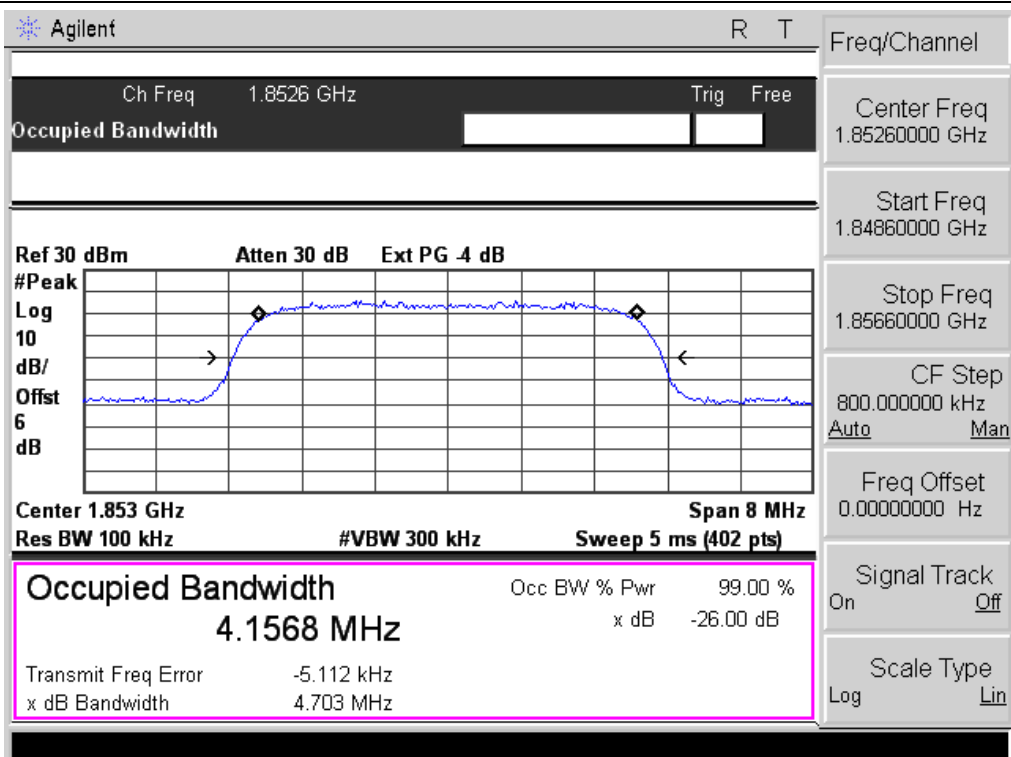 Agilent R T
Freq/Channel
Ch Freq 1.8526 GHz Trig Free
Occupied Bandwidth
Center Freq
1.85260000 GHz
Start Freq
1.84860000 GHz
Stop Freq
1.85660000 GHz
CF Step
800.000000 kHz
Auto Man
Freq Offset
0.00000000 Hz
Signal Track
On Off
Scale Type
Log Lin
Ref 30 dBm Atten 30 dB Ext PG -4 dB
#Peak
Log
10
dB/
Offst
6
dB
Center 1.853 GHz Span 8 MHz
Res BW 100 kHz #VBW 300 kHz Sweep 5 ms (402 pts)
Occupied Bandwidth Occ BW % Pwr 99.00 %
4.1568 MHz x dB -26.00 dB
Transmit Freq Error -5.112 kHz
x dB Bandwidth 4.703 MHz